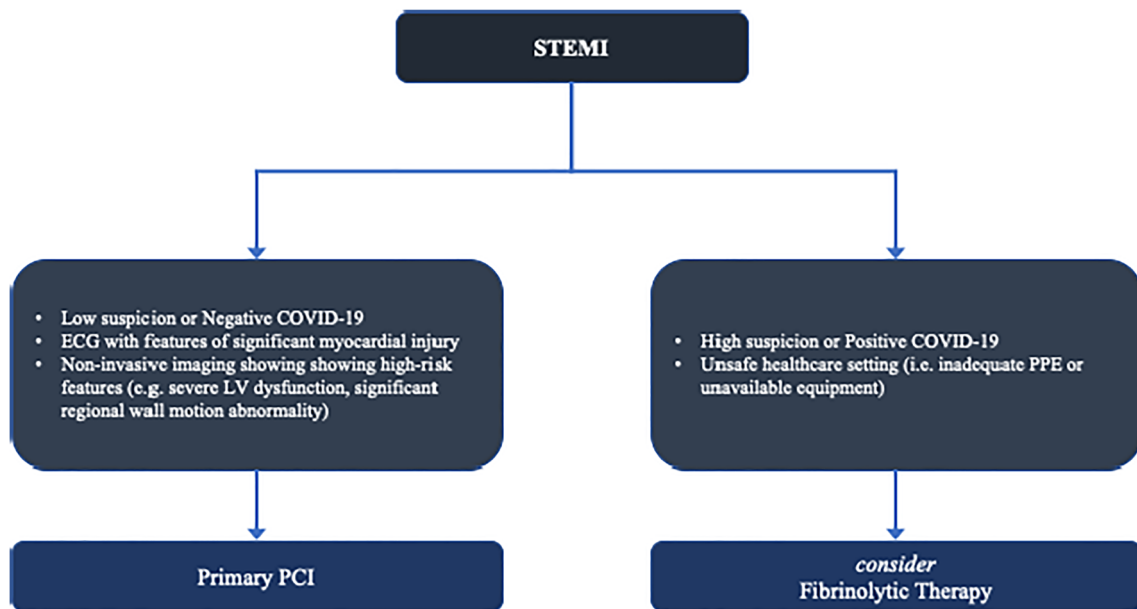 STEMI
• Low suspicion or Negative COVID-19
• ECG with features of significant myocardial injury
• Non-invasive imaging showing showing high-risk
features (e.g. severe LV dysfunction, significant
regional wall motion abnormality)
• High suspicion or Positive COVID-19
• Unsafe healthcare setting (i.e. inadequate PPE or
unavailable equipment)
Primary PCI
consider
Fibrinolytic Therapy